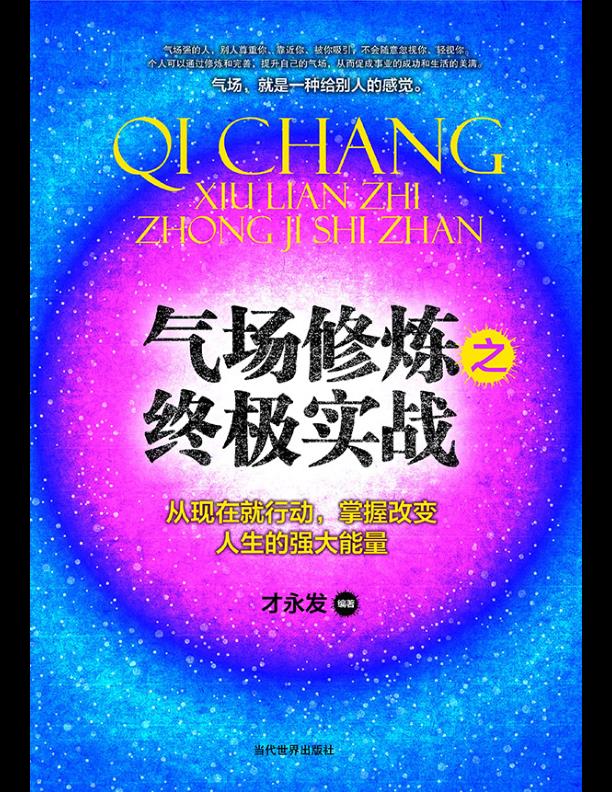 气场强的人，别人尊重你、靠近你、被你吸引，不会随意忽视你、轻视你。
个人可以通过修炼和完善，提升自己的气场，从而促成事业的成功和生活的美满。
气场，就是一种给别人的感觉。
QI CHANG
XIU LIAN ZHI
ZHONG JI SHI ZHAN
气场修炼之
终极实战
从现在就行动，掌握改变
人生的强大能量
才永发 编著
当代世界出版社